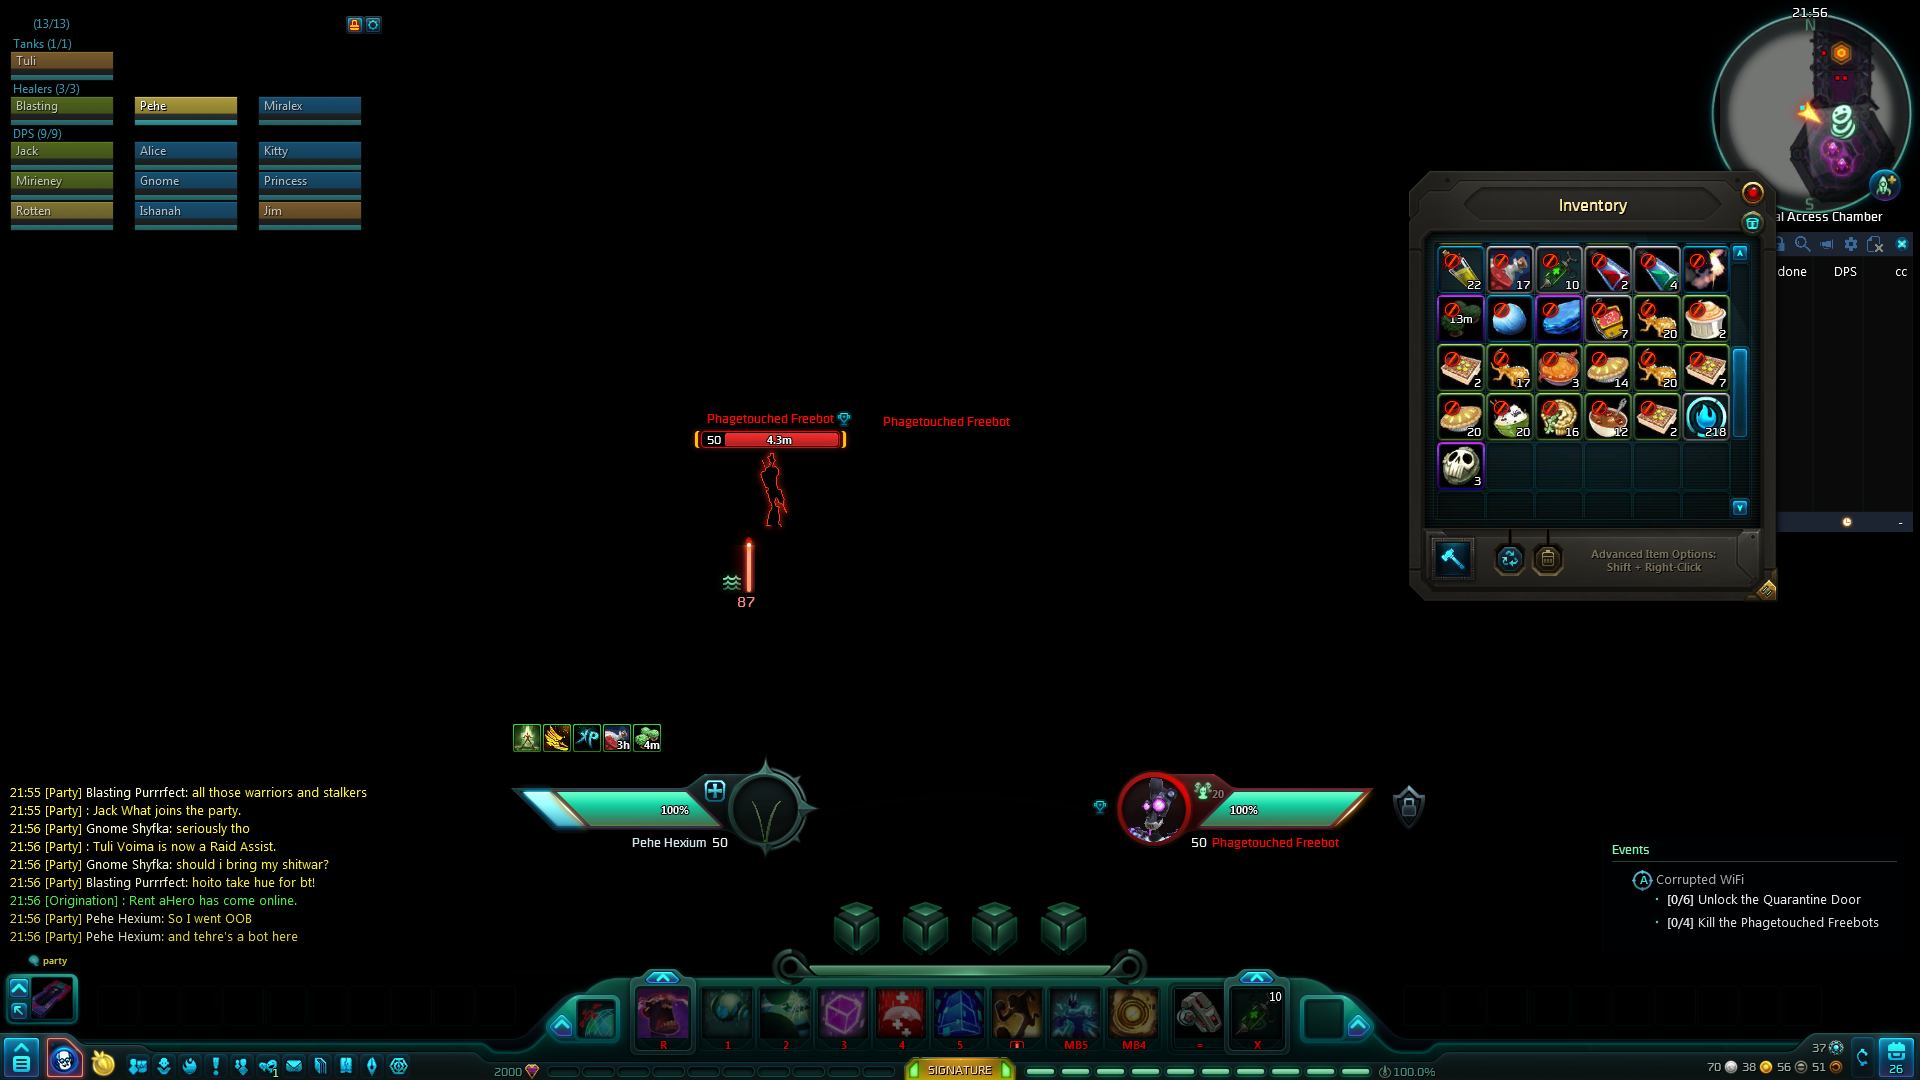 (13/13)
Tanks (1/1)
Tuli
Healers (3/3)
Blasting
Pehe
Miralex
DPS (9/9)
Jack
Alice
Kitty
Mirieney
Gnome
Princess
Rotten
Ishanah
Jim
21:56
N
S
al Access Chamber
done DPS cc
-
Inventory
22 17 10 2 4
13m 7 20 2
2 17 3 14 20 7
20 20 16 12 2 218
3
Advanced Item Options:
Shift + Right-Click
Phagetouched Freebot
Phagetouched Freebot
50 4.3m
87
3h 4m
100%
Pehe Hexium 50
20
100%
50 Phagetouched Freebot
Events
Corrupted WiFi
[0/6] Unlock the Quarantine Door
[0/4] Kill the Phagetouched Freebots
21:55 [Party] Blasting Purrrfect: all those warriors and stalkers
21:55 [Party] : Jack What joins the party.
21:56 [Party] Gnome Shyfka: seriously tho
21:56 [Party] : Tuli Voima is now a Raid Assist.
21:56 [Party] Gnome Shyfka: should i bring my shitwar?
21:56 [Party] Blasting Purrrfect: hoito take hue for bt!
21:56 [Origination] : Rent aHero has come online.
21:56 [Party] Pehe Hexium: So I went OOB
21:56 [Party] Pehe Hexium: and tehre's a bot here
party
10
R 1 2 3 4 5 MB5 MB4 = X
1
2000
SIGNATURE
100.0%
37
70 38 56 51
26